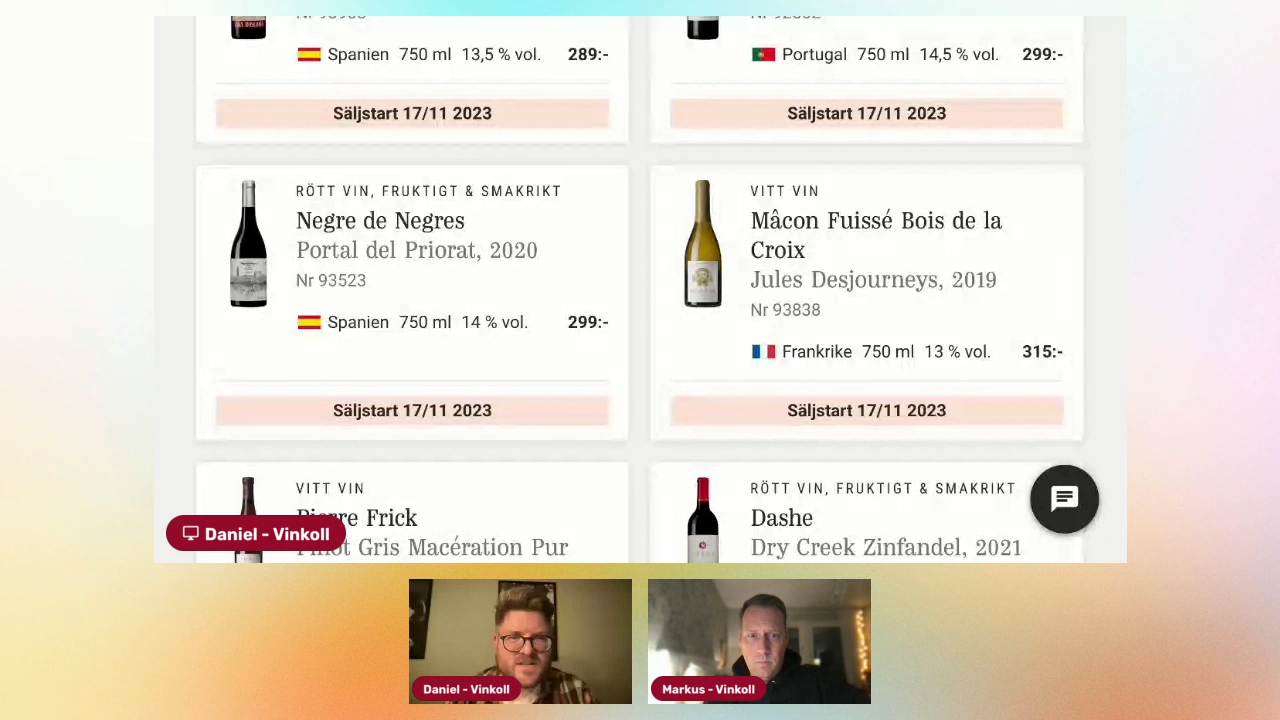 Spanien 750 ml 13,5 % vol. 289:-
Säljstart 17/11 2023
Portugal 750 ml 14,5 % vol. 299:-
Säljstart 17/11 2023
RÖTT VIN, FRUKTIGT & SMAKRIKT
Negre de Negres
Portal del Priorat, 2020
Nr 93523
Spanien 750 ml 14 % vol. 299:-
Säljstart 17/11 2023
VITT VIN
Mâcon Fuissé Bois de la
Croix
Jules Desjourneys, 2019
Nr 93838
Frankrike 750 ml 13 % vol. 315:-
Säljstart 17/11 2023
VITT VIN
Pierre Frick
Pinot Gris Macération Pur
RÖTT VIN, FRUKTIGT & SMAKRIKT
Dashe
Dry Creek Zinfandel, 2021
Daniel - Vinkoll
Daniel - Vinkoll
Markus - Vinkoll